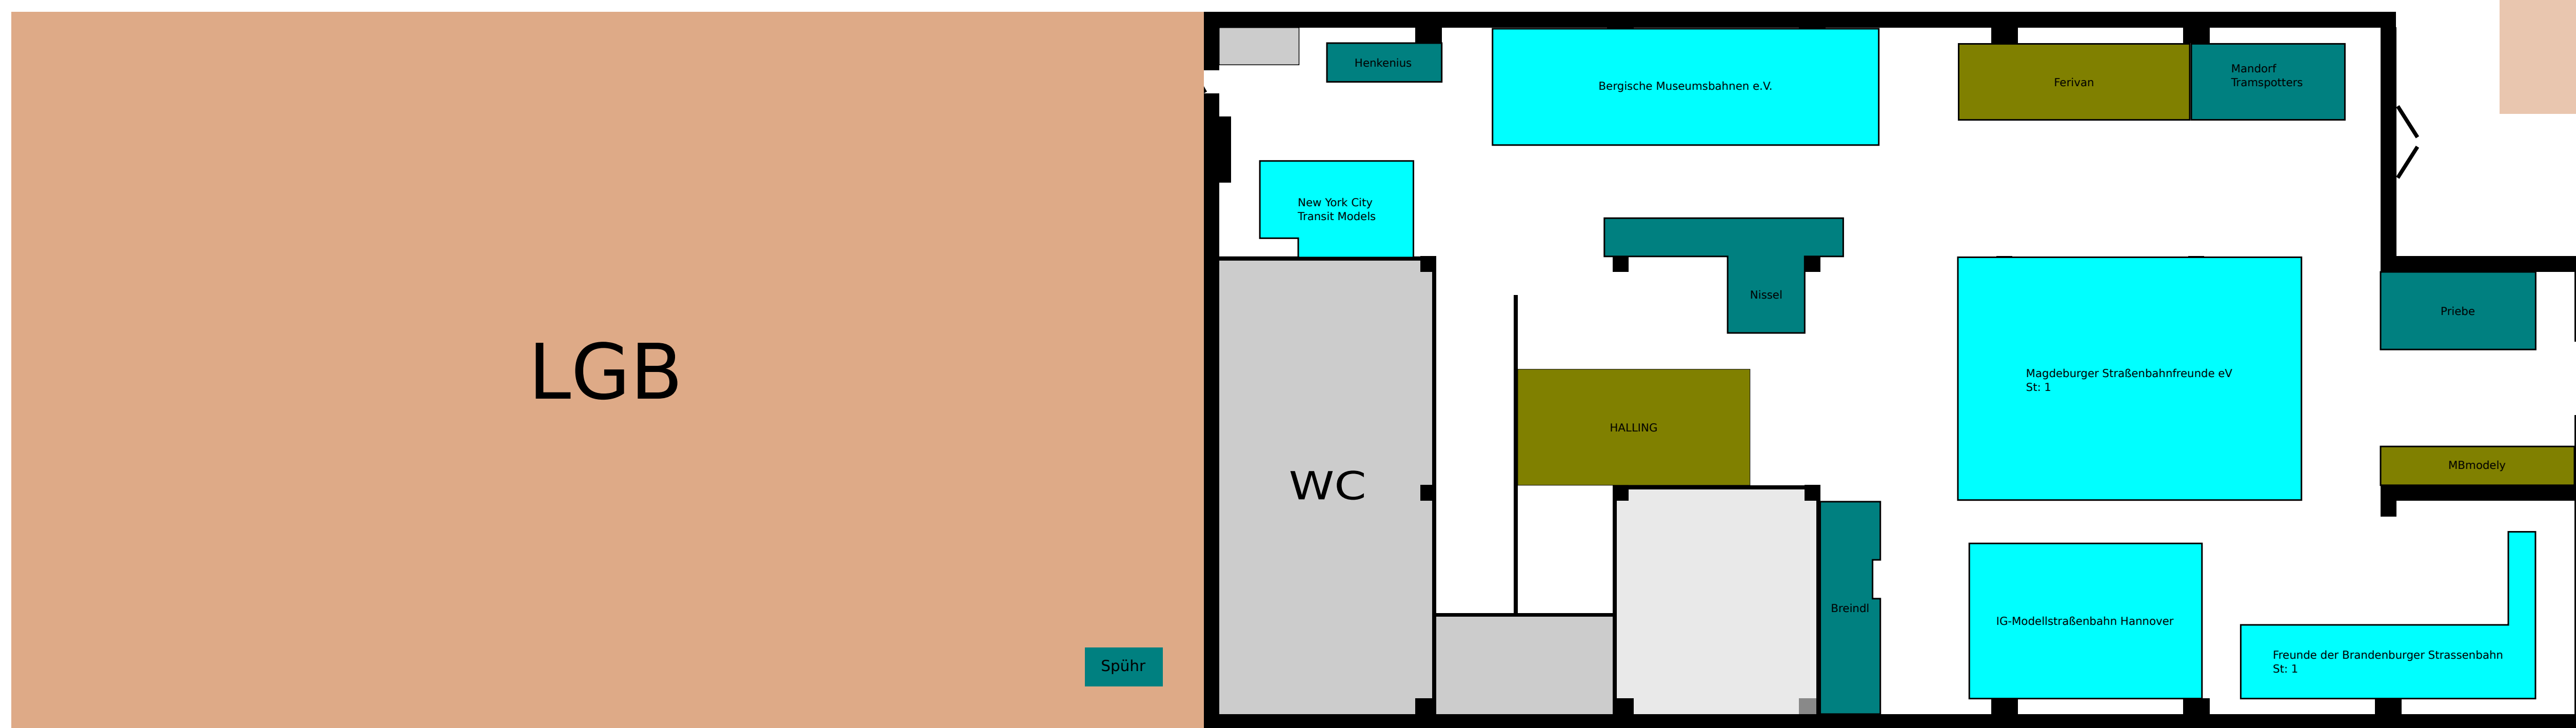 LGB
Spühr
Henkenius
Bergische Museumsbahnen e.V.
Ferivan
Mandorf
Tramspotters
New York City
Transit Models
Nissel
Priebe
Magdeburger Straßenbahnfreunde eV
St: 1
HALLING
MBmodely
WC
Breindl
IG-Modellstraßenbahn Hannover
Freunde der Brandenburger Strassenbahn
St: 1